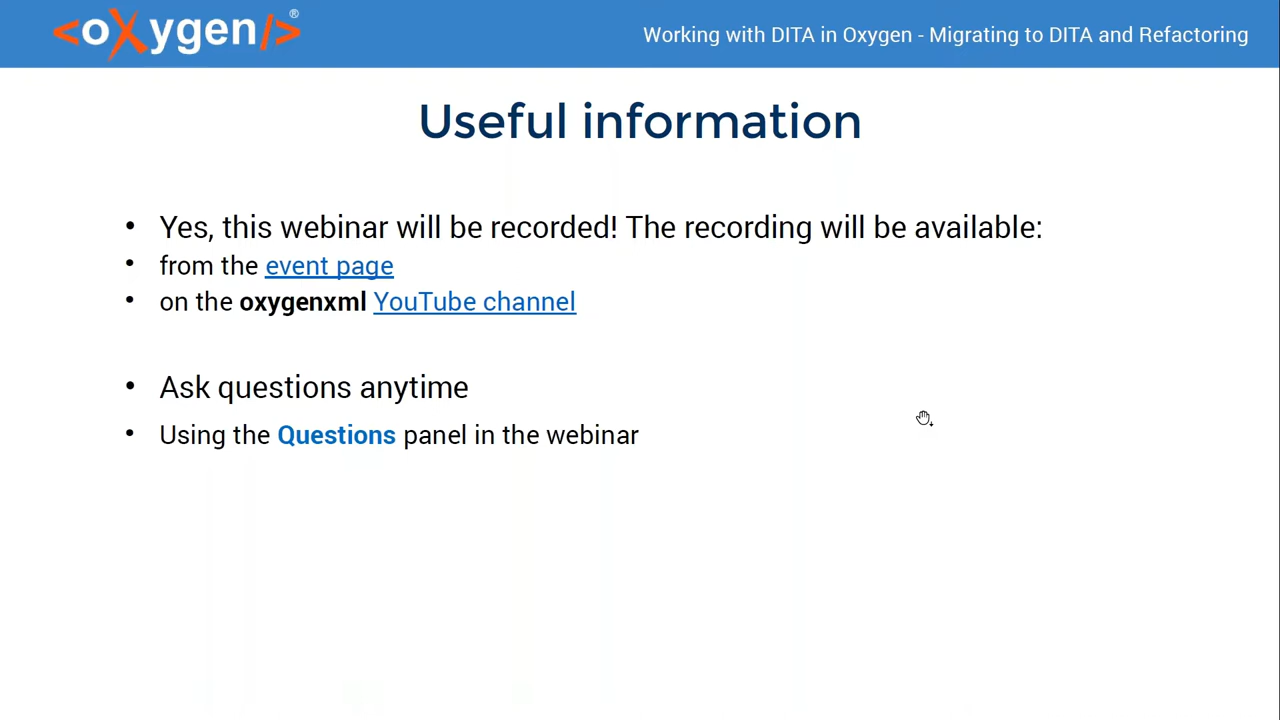 <oXygen/>®
Working with DITA in Oxygen - Migrating to DITA and Refactoring
Useful information
• Yes, this webinar will be recorded! The recording will be available:
• from the event page
• on the oxygenxml YouTube channel
• Ask questions anytime
• Using the Questions panel in the webinar